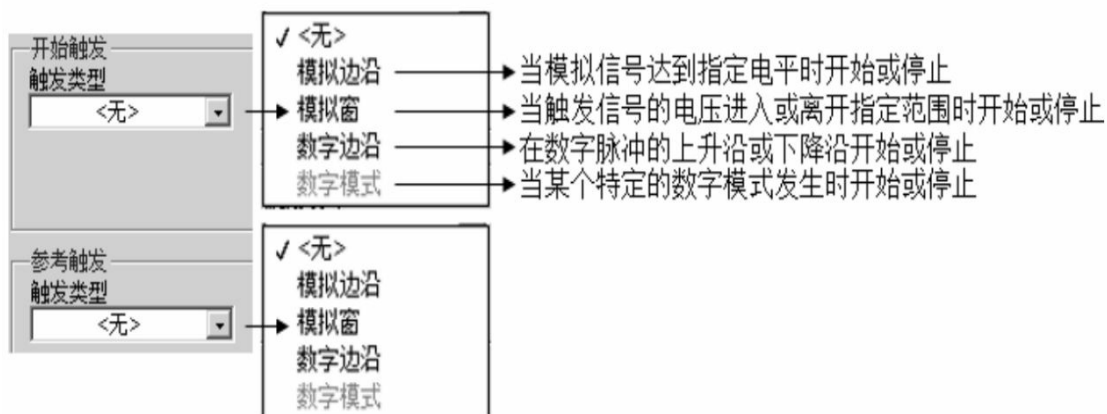 开始触发
触发类型
<无>
✓ <无>
模拟边沿 当模拟信号达到指定电平时开始或停止
模拟窗 当触发信号的电压进入或离开指定范围时开始或停止
数字边沿 在数字脉冲的上升沿或下降沿开始或停止
数字模式 当某个特定的数字模式发生时开始或停止
参考触发
触发类型
<无>
✓ <无>
模拟边沿
模拟窗
数字边沿
数字模式